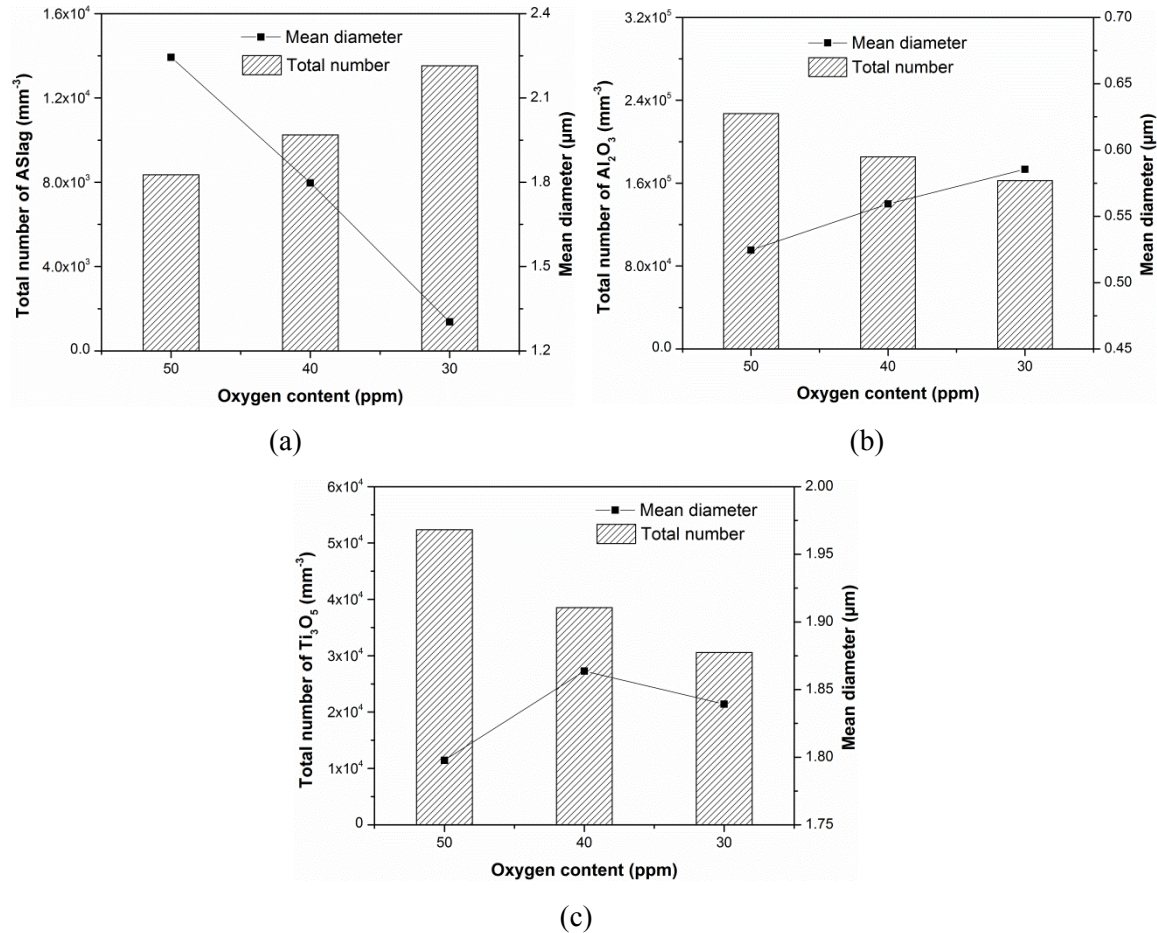 Mean diameter
Total number
Total number of ASlag (mm⁻³)
1.6x10⁴
1.2x10⁴
8.0x10³
4.0x10³
0.0
2.4
2.1
1.8
1.5
1.2
Mean diameter (µm)
50 40 30
Oxygen content (ppm)
(a)
Mean diameter
Total number
Total number of Al₂O₃ (mm⁻³)
3.2x10⁵
2.4x10⁵
1.6x10⁵
8.0x10⁴
0.0
0.70
0.65
0.60
0.55
0.50
0.45
Mean diameter (µm)
50 40 30
Oxygen content (ppm)
(b)
Mean diameter
Total number
Total number of Ti₃O₅ (mm⁻³)
6x10⁴
5x10⁴
4x10⁴
3x10⁴
2x10⁴
1x10⁴
0
2.00
1.95
1.90
1.85
1.80
1.75
Mean diameter (µm)
50 40 30
Oxygen content (ppm)
(c)